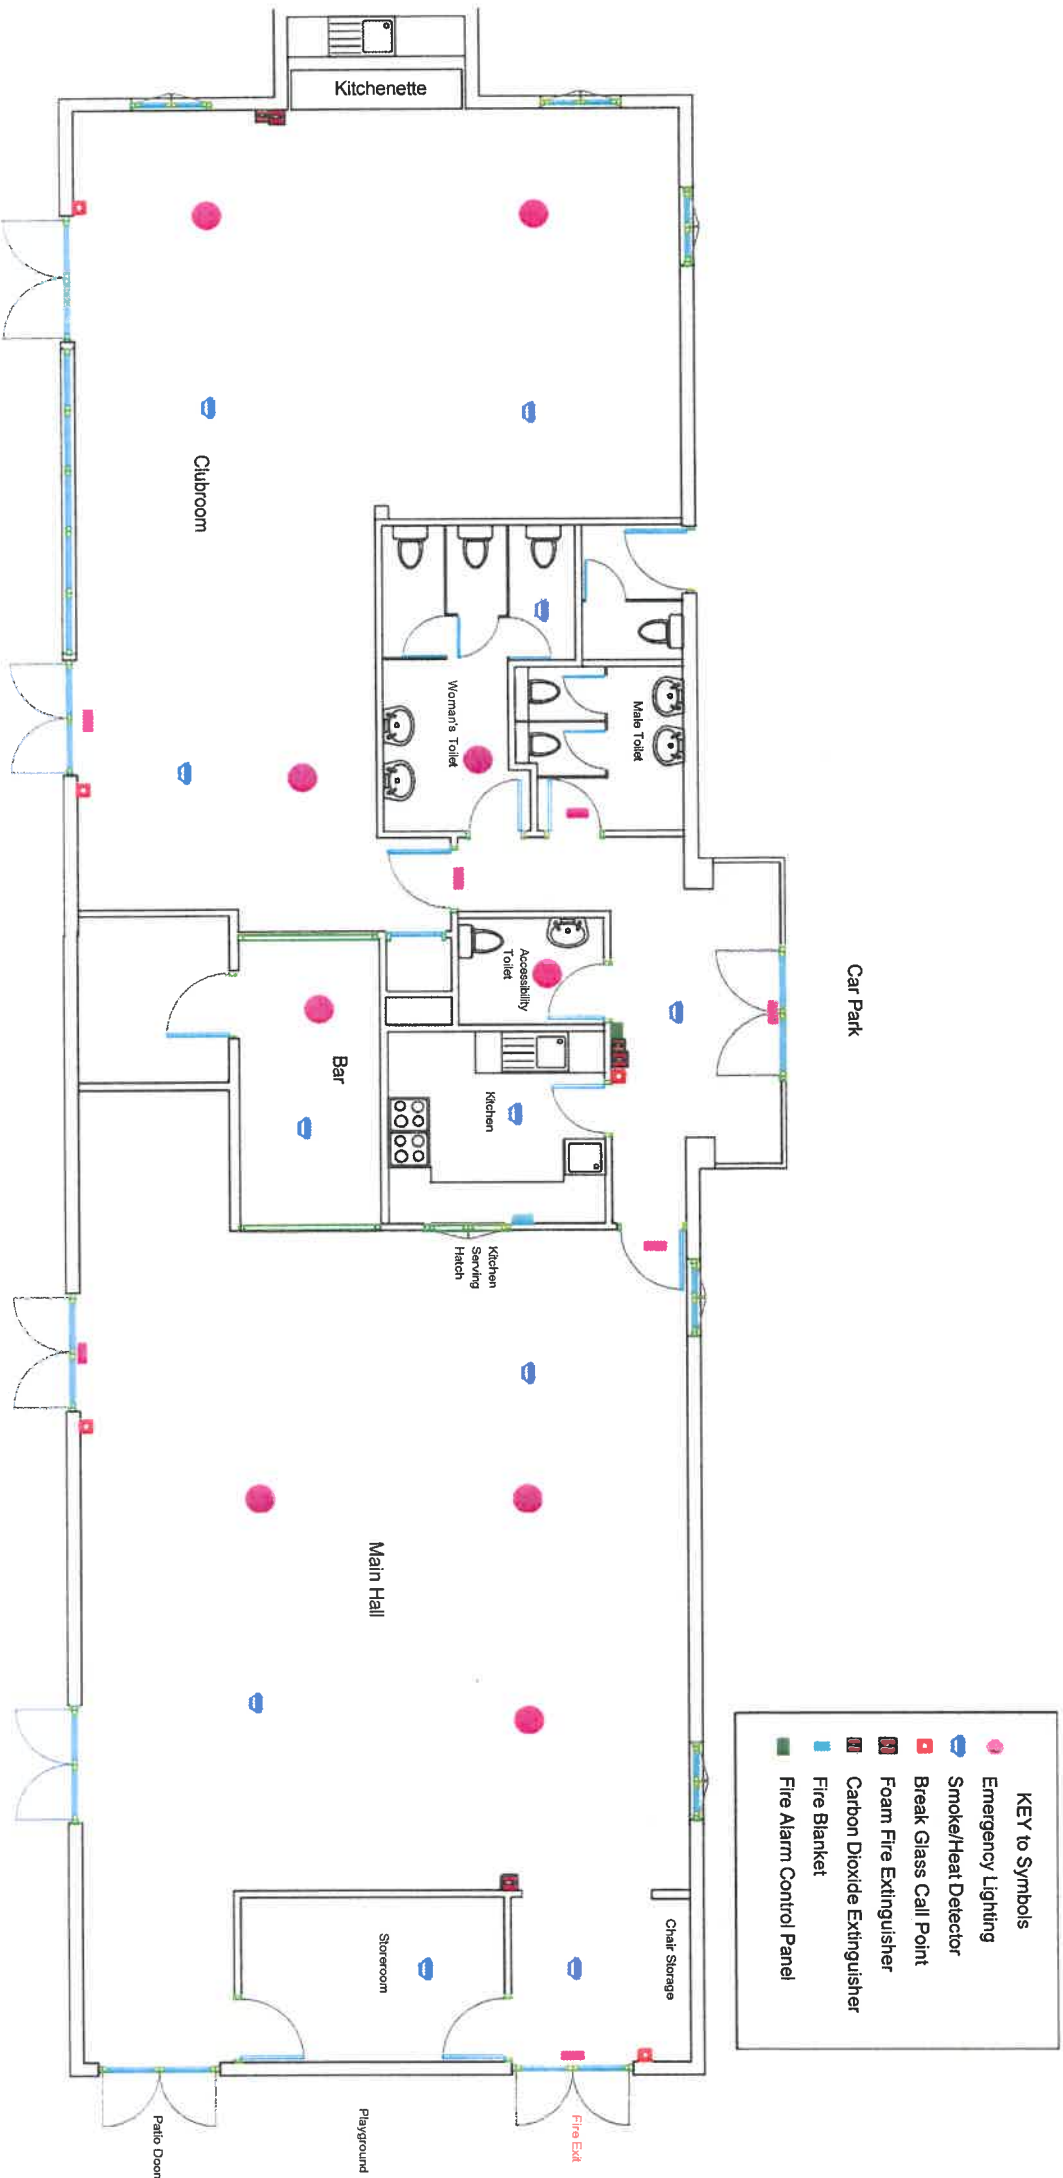 Kitchenette
Clubroom
Woman's Toilet
Male Toilet
Car Park
Accessibility
Toilet
Bar
Kitchen
Kitchen
Serving
Hatch
Main Hall
KEY to Symbols
Emergency Lighting
Smoke/Heat Detector
Break Glass Call Point
Foam Fire Extinguisher
Carbon Dioxide Extinguisher
Fire Blanket
Fire Alarm Control Panel
Chair Storage
Storeroom
Fire Exit
Playground
Patio Door